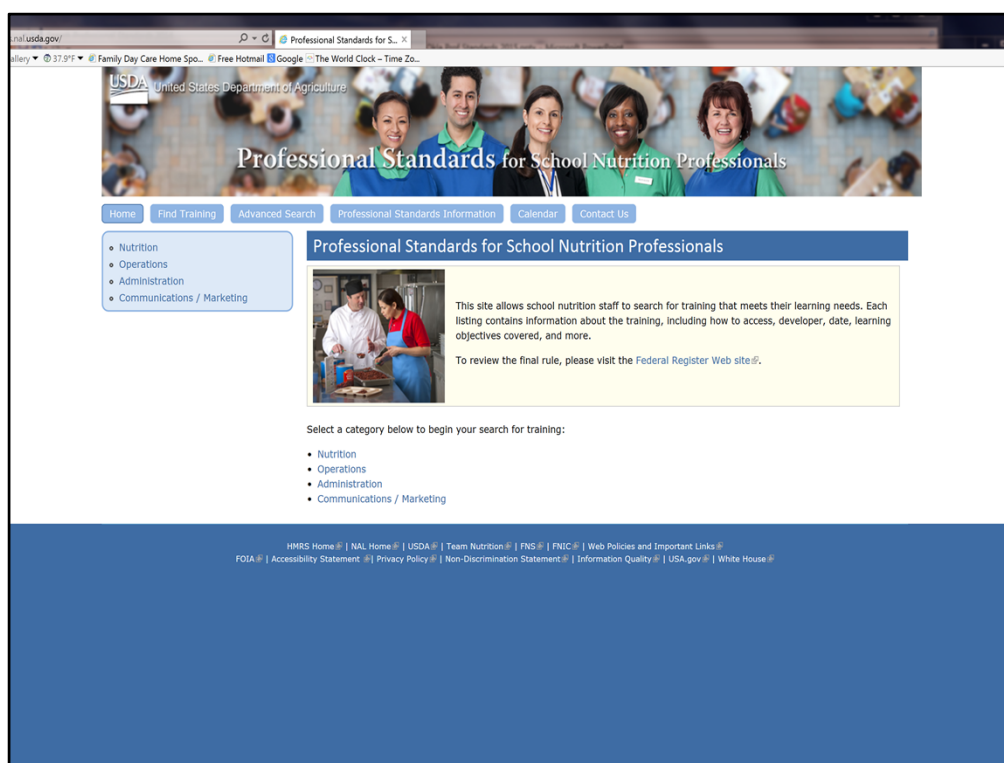 .nal.usda.gov/
Professional Standards for S... X
allery ▼ 37.9°F ▼ Family Day Care Home Spo... Free Hotmail Google The World Clock – Time Zo...
USDA United States Department of Agriculture
Professional Standards for School Nutrition Professionals
Home Find Training Advanced Search Professional Standards Information Calendar Contact Us
Nutrition
Operations
Administration
Communications / Marketing
Professional Standards for School Nutrition Professionals
This site allows school nutrition staff to search for training that meets their learning needs. Each
listing contains information about the training, including how to access, developer, date, learning
objectives covered, and more.
To review the final rule, please visit the Federal Register Web site.
Select a category below to begin your search for training:
• Nutrition
• Operations
• Administration
• Communications / Marketing
HMRS Home | NAL Home | USDA | Team Nutrition | FNS | FNIC | Web Policies and Important Links
FOIA | Accessibility Statement | Privacy Policy | Non-Discrimination Statement | Information Quality | USA.gov | White House